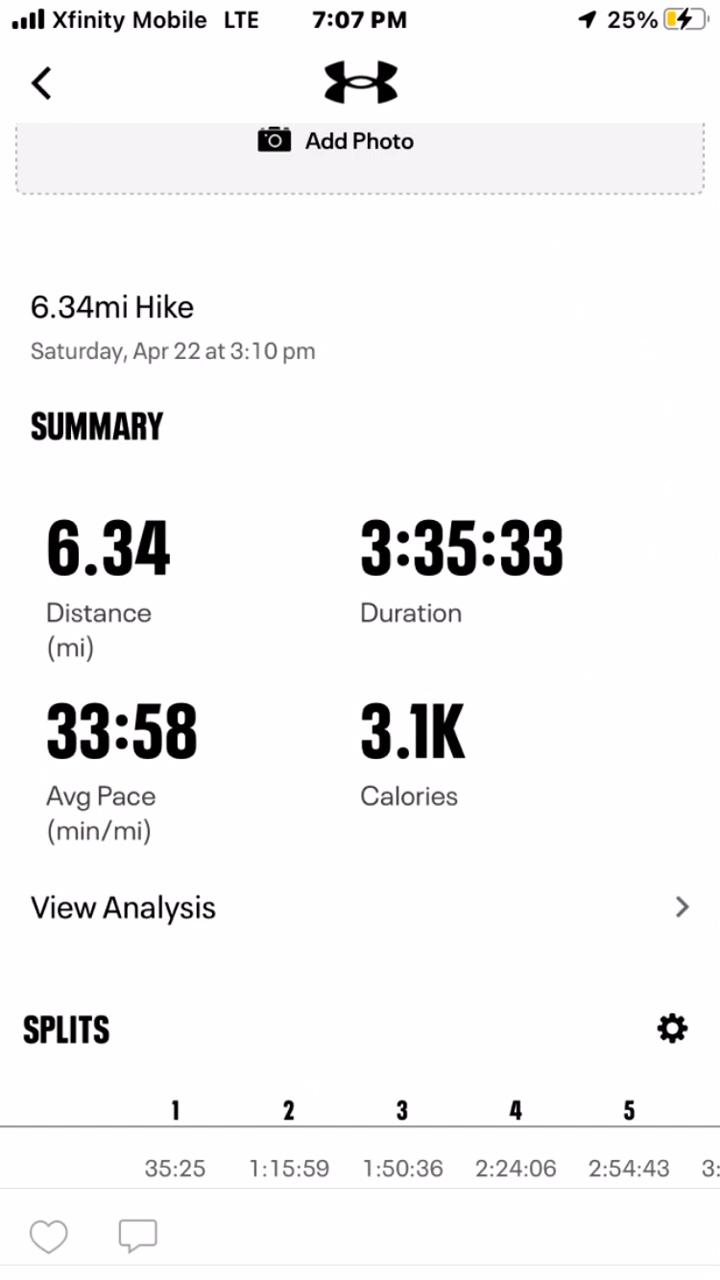 Xfinity Mobile LTE 7:07 PM 25%
Add Photo
6.34mi Hike
Saturday, Apr 22 at 3:10 pm
SUMMARY
6.34 3:35:33
Distance Duration
(mi)
33:58 3.1K
Avg Pace Calories
(min/mi)
View Analysis
SPLITS
1 2 3 4 5
35:25 1:15:59 1:50:36 2:24:06 2:54:43 3: